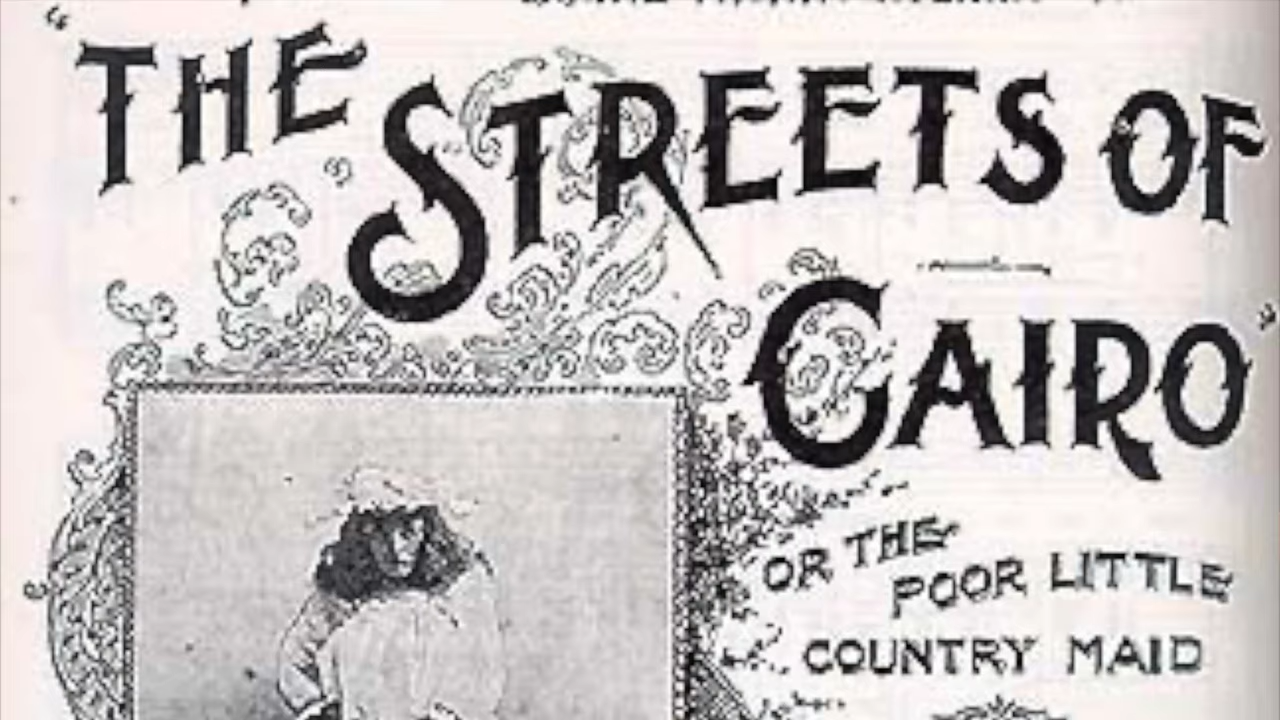 "THE STREETS OF
CAIRO"
OR THE
POOR LITTLE
COUNTRY MAID